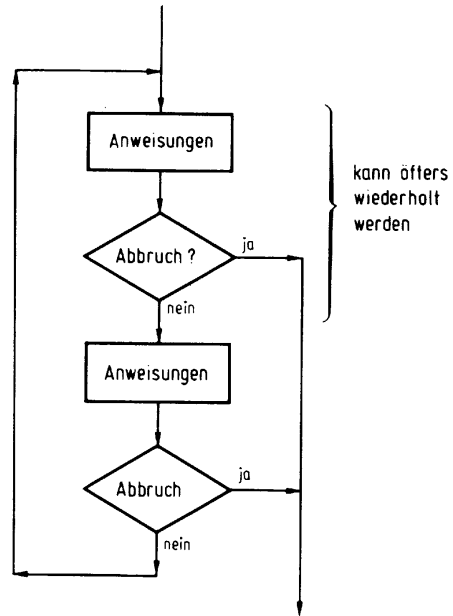 Anweisungen
kann öfters
wiederholt
werden
Abbruch ?
ja
nein
Anweisungen
Abbruch
ja
nein